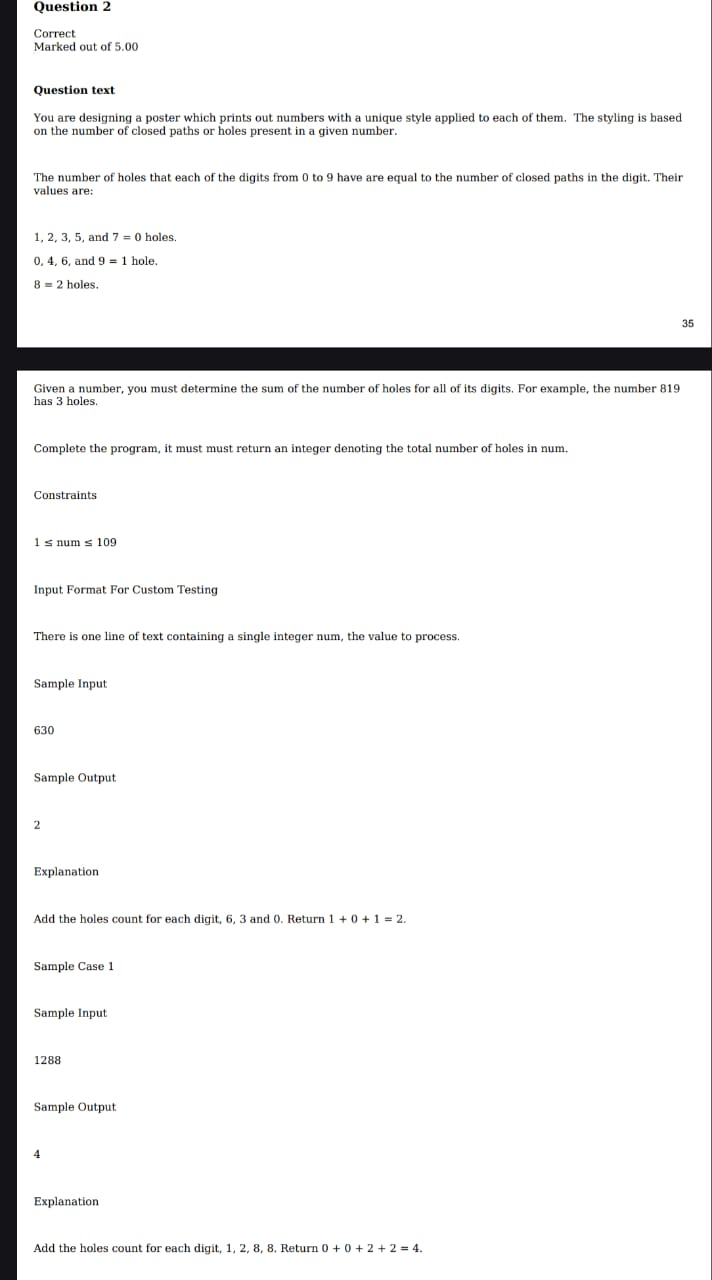 Question 2
Correct
Marked out of 5.00
Question text
You are designing a poster which prints out numbers with a unique style applied to each of them.  The styling is based
on the number of closed paths or holes present in a given number.
The number of holes that each of the digits from 0 to 9 have are equal to the number of closed paths in the digit. Their
values are:
1, 2, 3, 5, and 7 = 0 holes.
0, 4, 6, and 9 = 1 hole.
8 = 2 holes.
35
Given a number, you must determine the sum of the number of holes for all of its digits. For example, the number 819
has 3 holes.
Complete the program, it must must return an integer denoting the total number of holes in num.
Constraints
1 ≤ num ≤ 109
Input Format For Custom Testing
There is one line of text containing a single integer num, the value to process.
Sample Input
630
Sample Output
2
Explanation
Add the holes count for each digit, 6, 3 and 0. Return 1 + 0 + 1 = 2.
Sample Case 1
Sample Input
1288
Sample Output
4
Explanation
Add the holes count for each digit, 1, 2, 8, 8. Return 0 + 0 + 2 + 2 = 4.